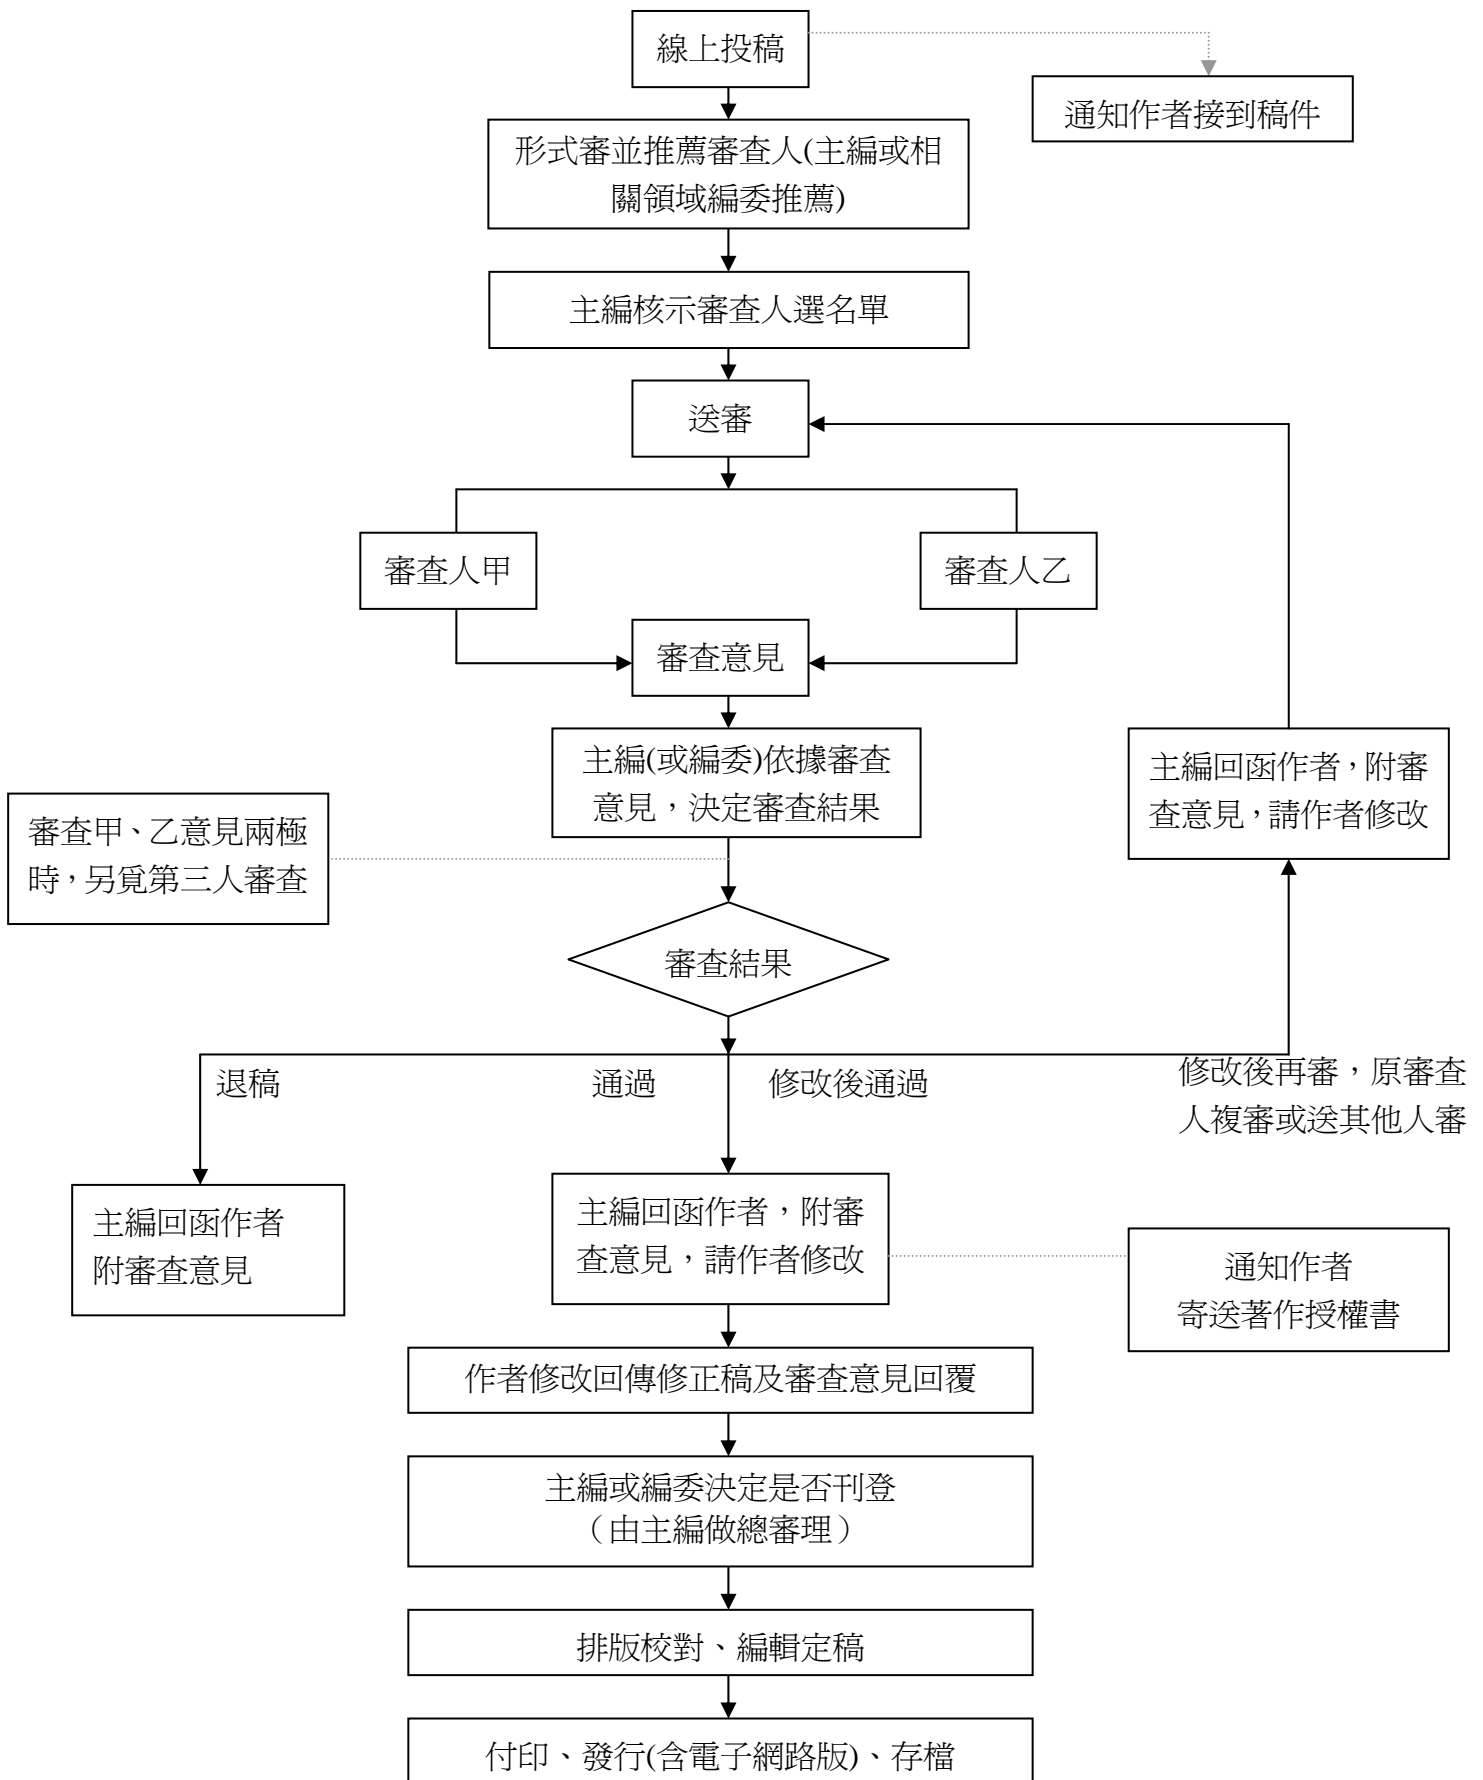 線上投稿
通知作者接到稿件
形式審並推薦審查人(主編或相
關領域編委推薦)
主編核示審查人選名單
送審
審查人甲
審查人乙
審查意見
主編(或編委)依據審查
意見，決定審查結果
主編回函作者，附審
查意見，請作者修改
審查甲、乙意見兩極
時，另覓第三人審查
審查結果
退稿
通過
修改後通過
修改後再審，原審查
人複審或送其他人審
主編回函作者
附審查意見
主編回函作者，附審
查意見，請作者修改
通知作者
寄送著作授權書
作者修改回傳修正稿及審查意見回覆
主編或編委決定是否刊登
（由主編做總審理）
排版校對、編輯定稿
付印、發行(含電子網路版)、存檔